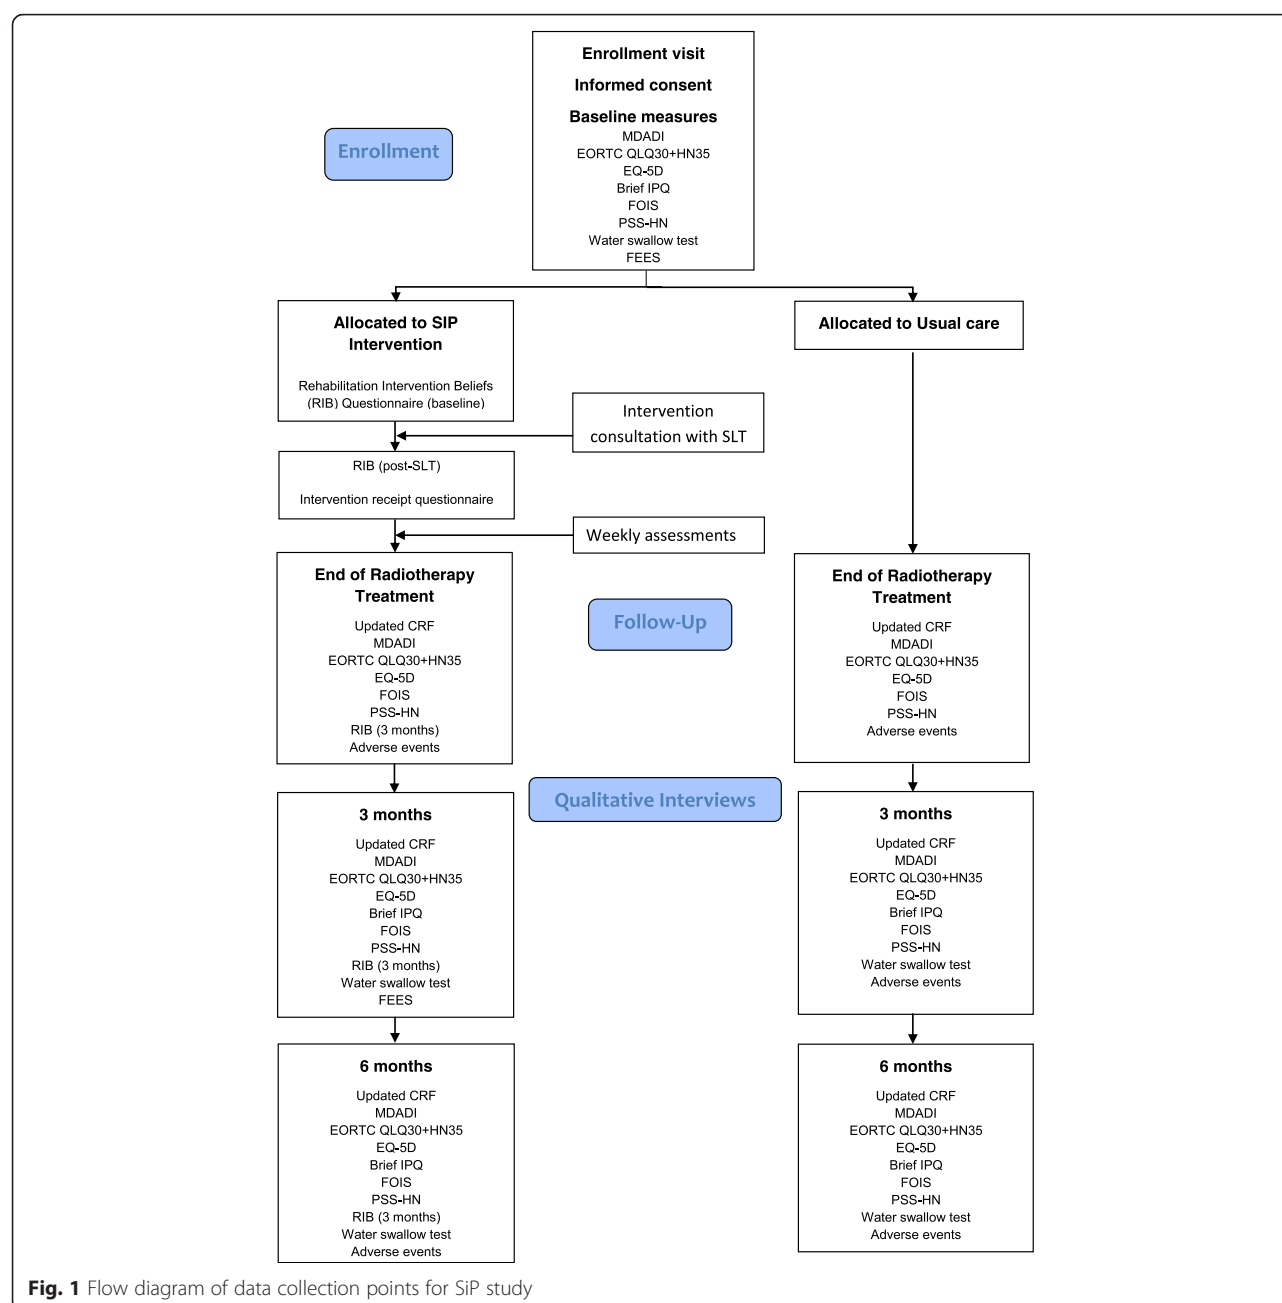 Enrollment visit
Informed consent
Baseline measures
MDADI
EORTC QLQ30+HN35
EQ-5D
Brief IPQ
FOIS
PSS-HN
Water swallow test
FEES
Enrollment
Allocated to SIP
Intervention
Rehabilitation Intervention Beliefs
(RIB) Questionnaire (baseline)
Allocated to Usual care
Intervention
consultation with SLT
RIB (post-SLT)
Intervention receipt questionnaire
Weekly assessments
End of Radiotherapy
Treatment
Updated CRF
MDADI
EORTC QLQ30+HN35
EQ-5D
FOIS
PSS-HN
RIB (3 months)
Adverse events
Follow-Up
End of Radiotherapy
Treatment
Updated CRF
MDADI
EORTC QLQ30+HN35
EQ-5D
FOIS
PSS-HN
Adverse events
Qualitative Interviews
3 months
Updated CRF
MDADI
EORTC QLQ30+HN35
EQ-5D
Brief IPQ
FOIS
PSS-HN
RIB (3 months)
Water swallow test
FEES
3 months
Updated CRF
MDADI
EORTC QLQ30+HN35
EQ-5D
Brief IPQ
FOIS
PSS-HN
Water swallow test
Adverse events
6 months
Updated CRF
MDADI
EORTC QLQ30+HN35
EQ-5D
Brief IPQ
FOIS
PSS-HN
RIB (3 months)
Water swallow test
Adverse events
6 months
Updated CRF
MDADI
EORTC QLQ30+HN35
EQ-5D
Brief IPQ
FOIS
PSS-HN
Water swallow test
Adverse events
Fig. 1 Flow diagram of data collection points for SiP study